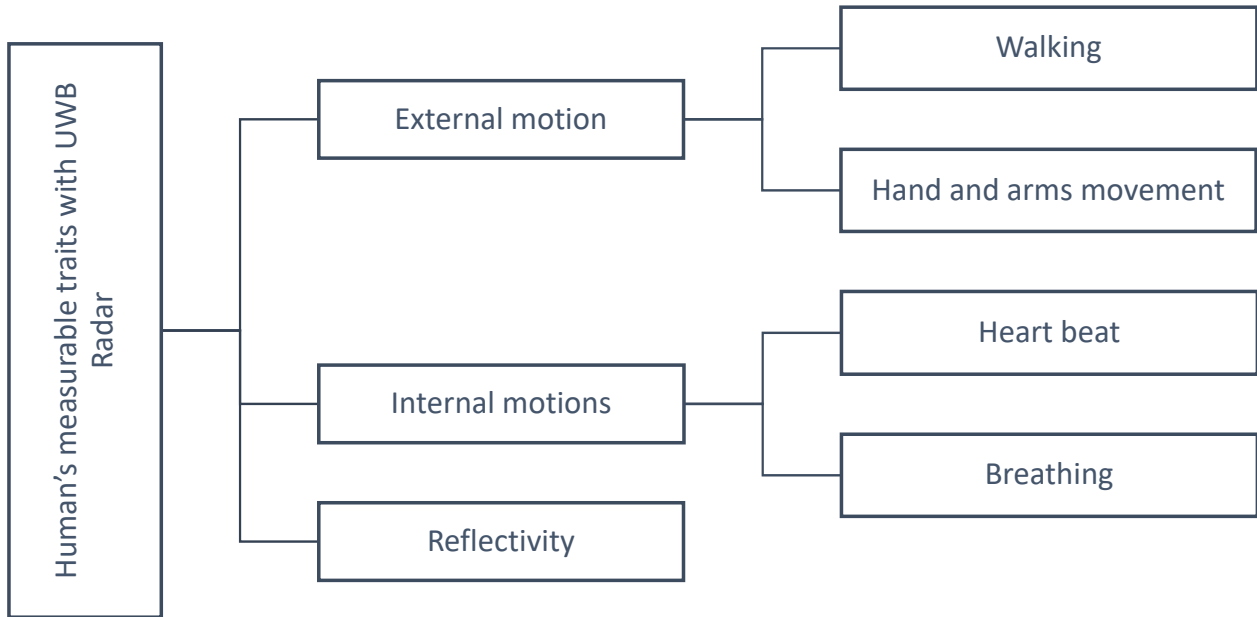 Human’s measurable traits with UWB
Radar
External motion
Walking
Hand and arms movement
Internal motions
Heart beat
Breathing
Reflectivity